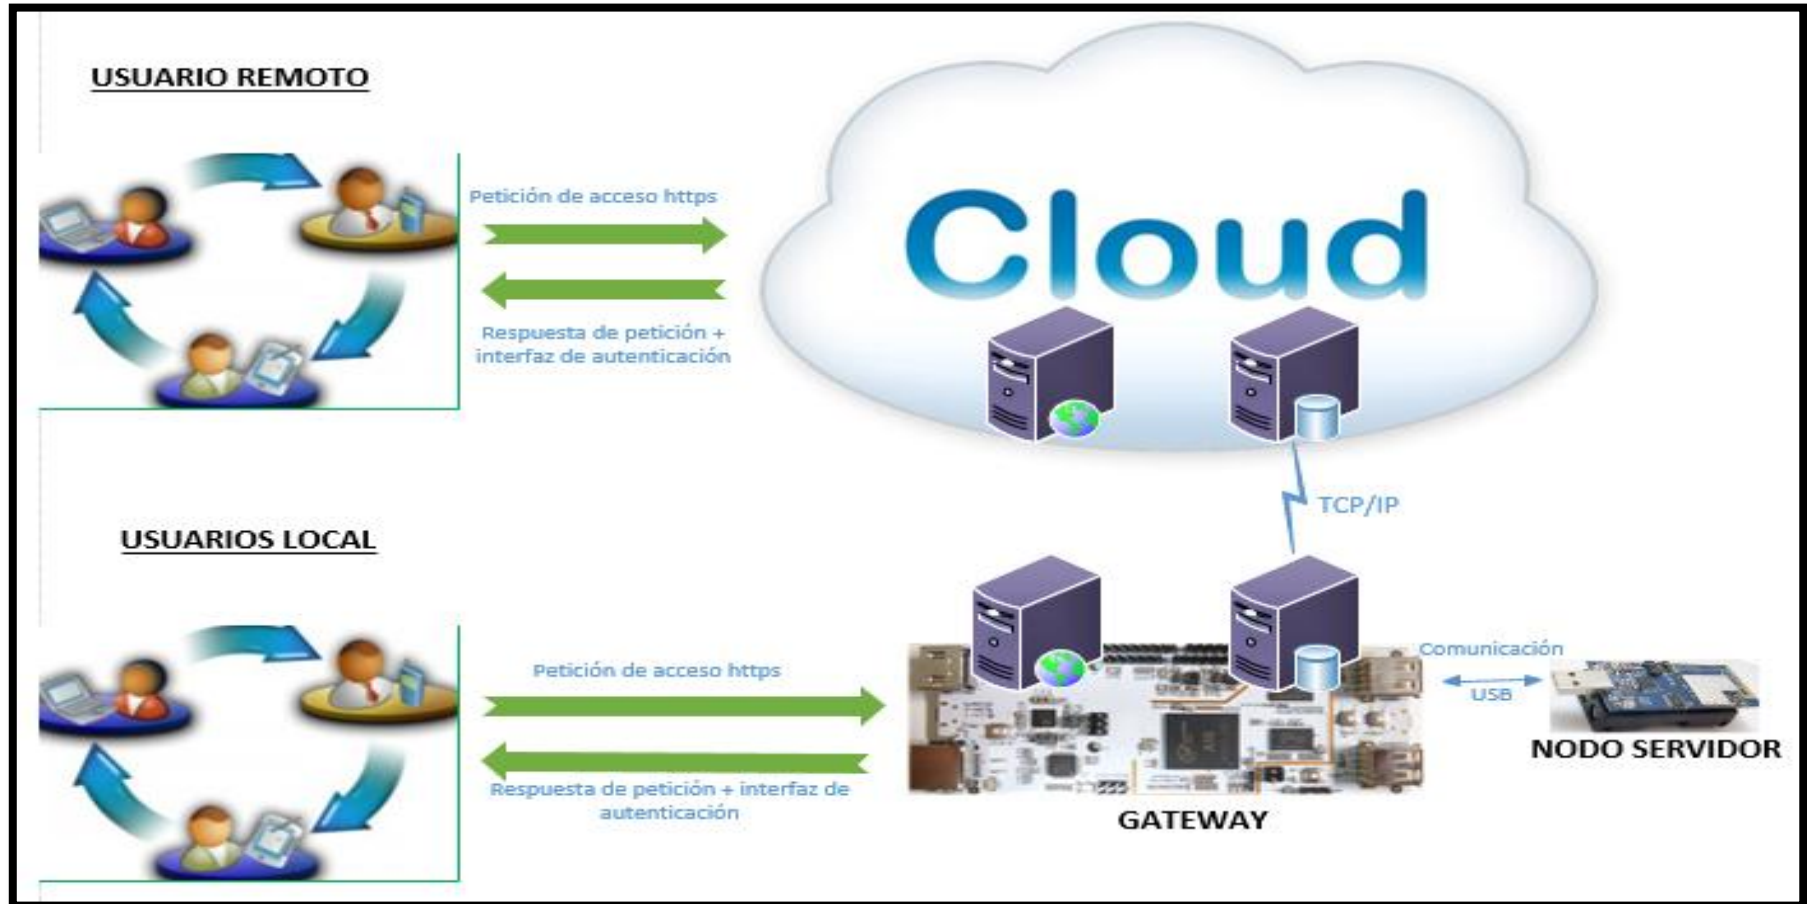 USUARIO REMOTO
Petición de acceso https
Respuesta de petición +
interfaz de autenticación
Cloud
TCP/IP
USUARIOS LOCAL
Petición de acceso https
Respuesta de petición + interfaz de
autenticación
Comunicación
USB
NODO SERVIDOR
GATEWAY